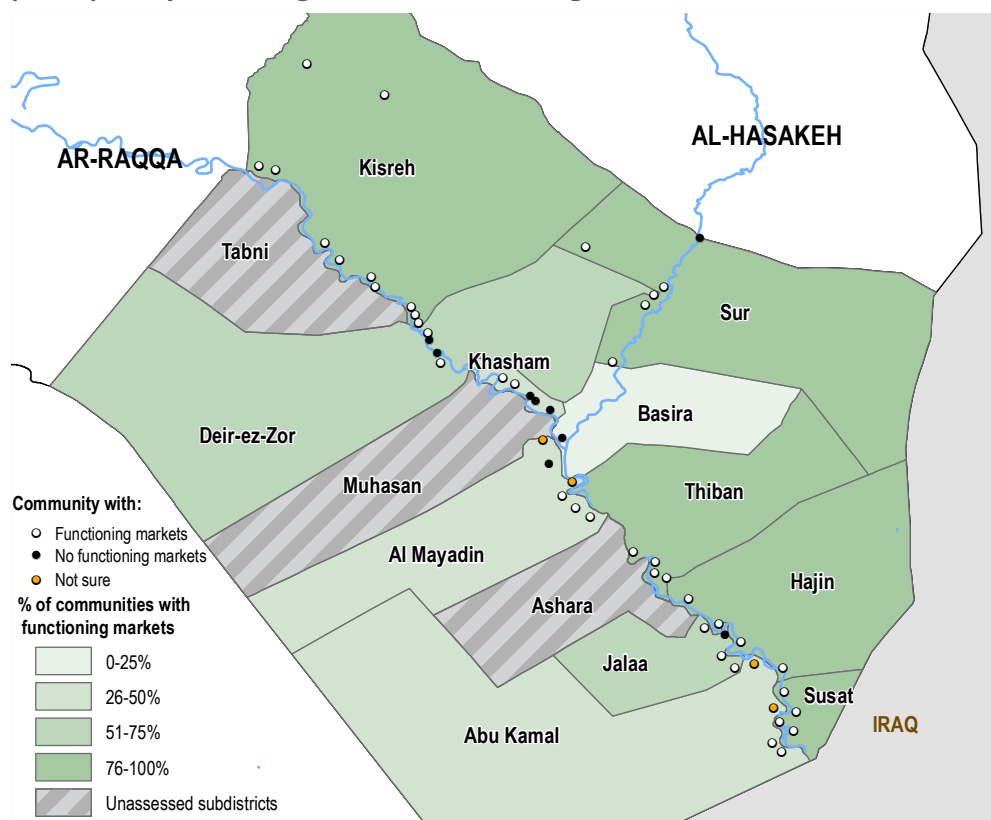 AL-HASAKEH
AR-RAQQA
Kisreh
Tabni
Sur
Khasham
Basira
Deir-ez-Zor
Muhasan
Thiban
Al Mayadin
Hajin
Ashara
Jalaa
Susat
Abu Kamal
IRAQ
Community with:
Functioning markets
No functioning markets
Not sure
% of communities with
functioning markets
0-25%
26-50%
51-75%
76-100%
Unassessed subdistricts